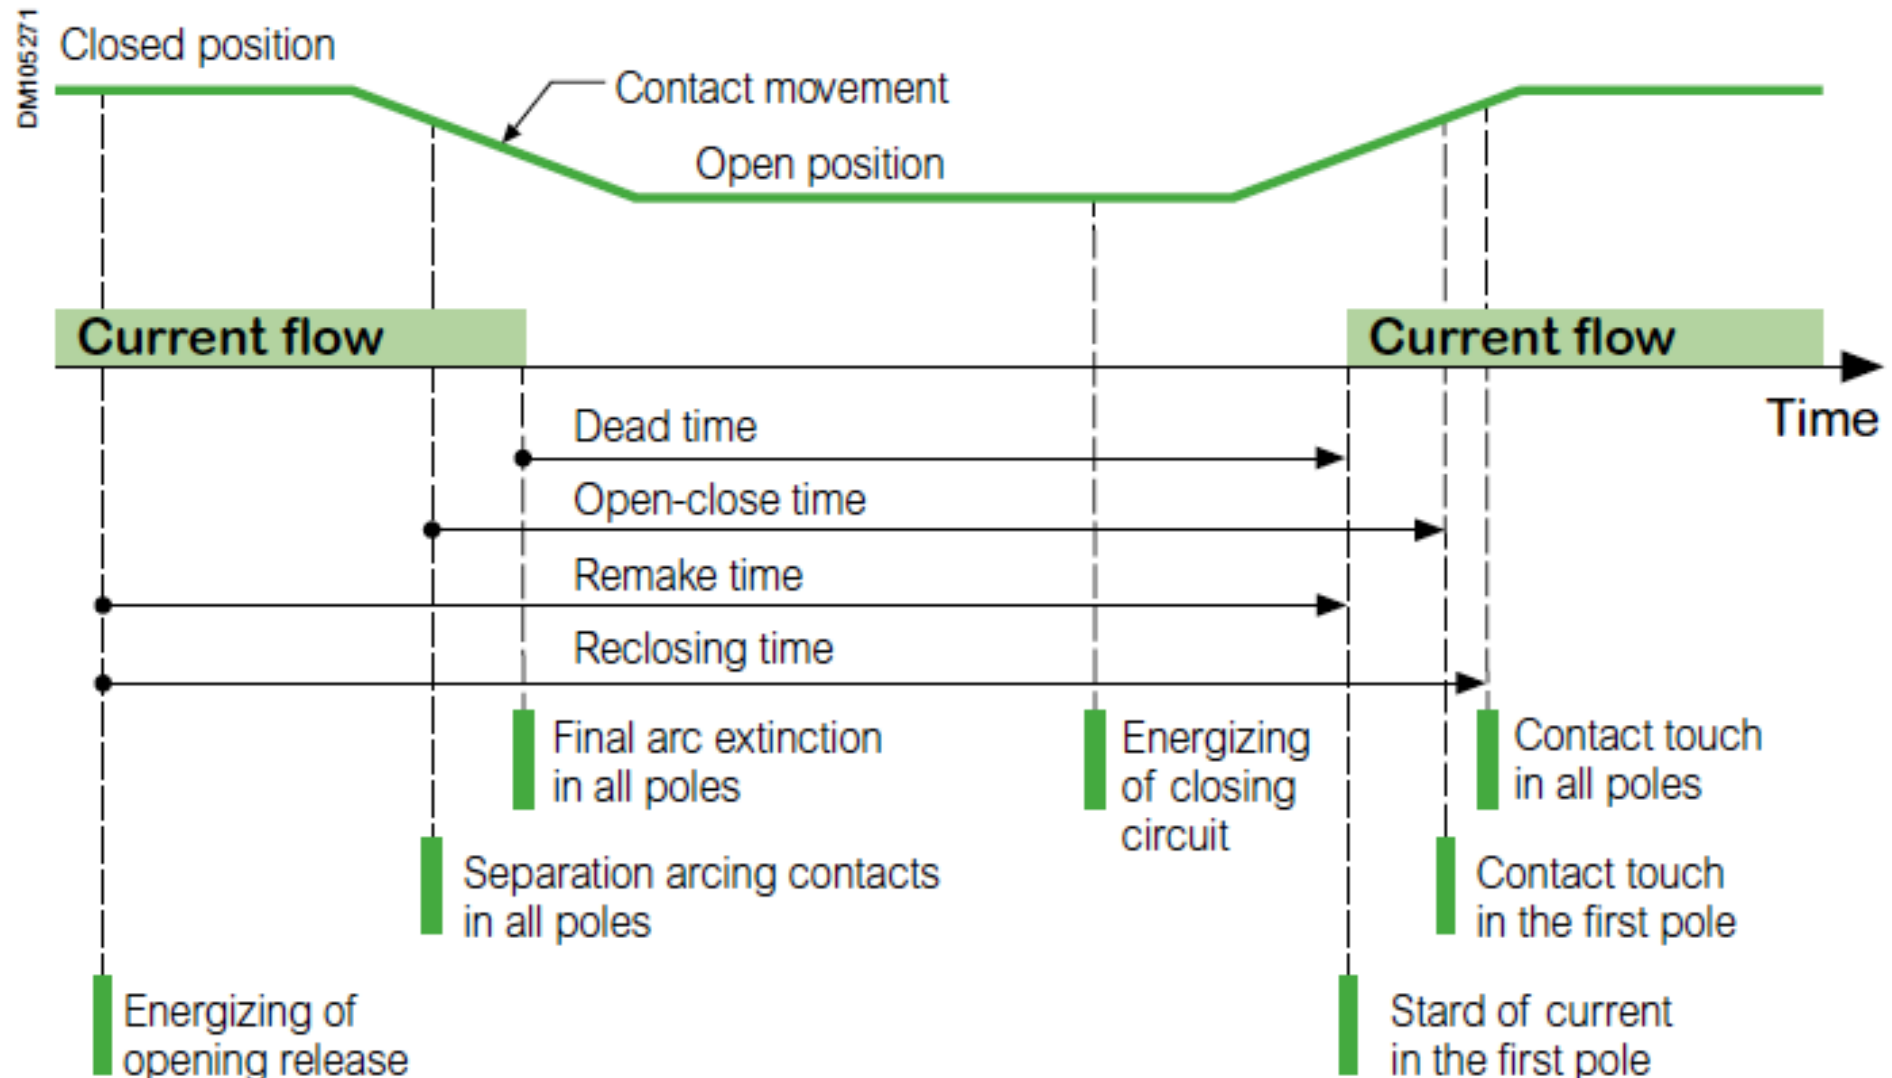 DM105271
Closed position
Contact movement
Open position
Current flow
Current flow
Time
Dead time
Open-close time
Remake time
Reclosing time
Final arc extinction
in all poles
Energizing
of closing
circuit
Contact touch
in all poles
Separation arcing contacts
in all poles
Contact touch
in the first pole
Energizing of
opening release
Stard of current
in the first pole